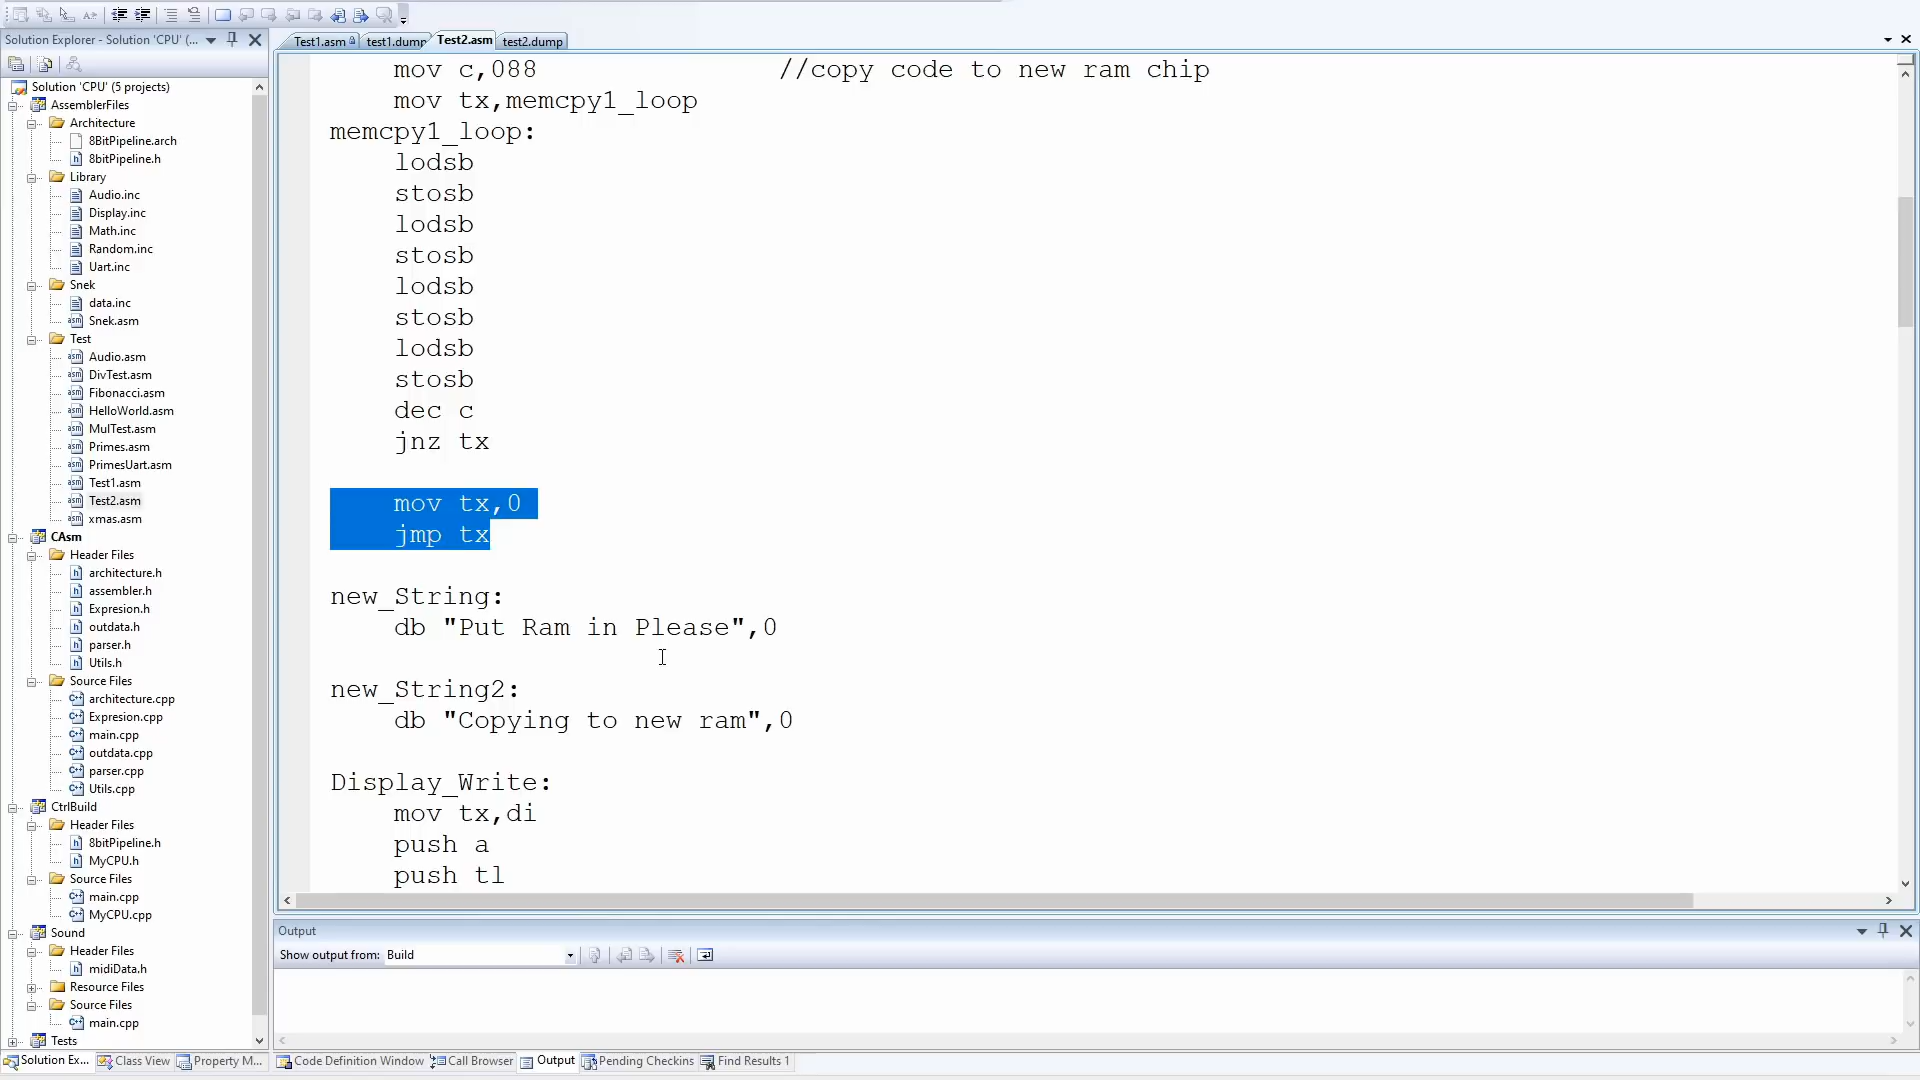 Solution Explorer - Solution 'CPU' (...
Solution 'CPU' (5 projects)
AssemblerFiles
Architecture
8BitPipeline.arch
8bitPipeline.h
Library
Audio.inc
Display.inc
Math.inc
Random.inc
Uart.inc
Snek
data.inc
Snek.asm
Test
Audio.asm
DivTest.asm
Fibonacci.asm
HelloWorld.asm
MulTest.asm
Primes.asm
PrimesUart.asm
Test1.asm
Test2.asm
xmas.asm
CAsm
Header Files
architecture.h
assembler.h
Expresion.h
outdata.h
parser.h
Utils.h
Source Files
architecture.cpp
Expresion.cpp
main.cpp
outdata.cpp
parser.cpp
Utils.cpp
CtrlBuild
Header Files
8bitPipeline.h
MyCPU.h
Source Files
main.cpp
MyCPU.cpp
Sound
Header Files
midiData.h
Resource Files
Source Files
main.cpp
Tests
Solution Ex... Class View Property M...
Test1.asm test1.dump Test2.asm test2.dump
mov c,088 //copy code to new ram chip
mov tx,memcpy1_loop
memcpy1_loop:
lodsb
stosb
lodsb
stosb
lodsb
stosb
lodsb
stosb
dec c
jnz tx
mov tx,0
jmp tx
new_String:
db "Put Ram in Please",0
new_String2:
db "Copying to new ram",0
Display_Write:
mov tx,di
push a
push tl
Output
Show output from: Build
Code Definition Window Call Browser Output Pending Checkins Find Results 1